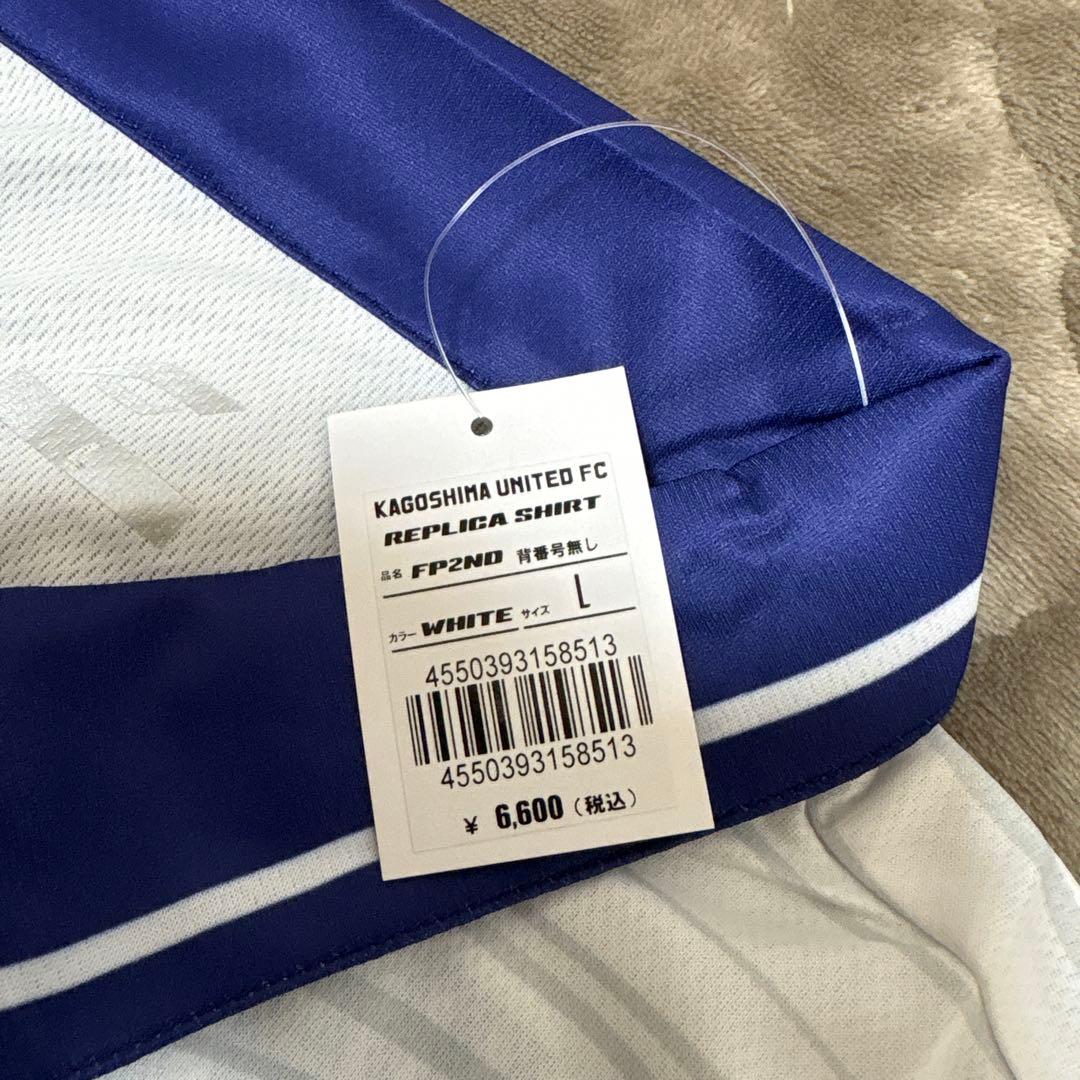 KAGOSHIMA UNITED FC
REPLICA SHIRT
品名 FP2ND 背番号無し
カラー WHITE サイズ L
4550393158513
4550393158513
¥ 6,600(税込)